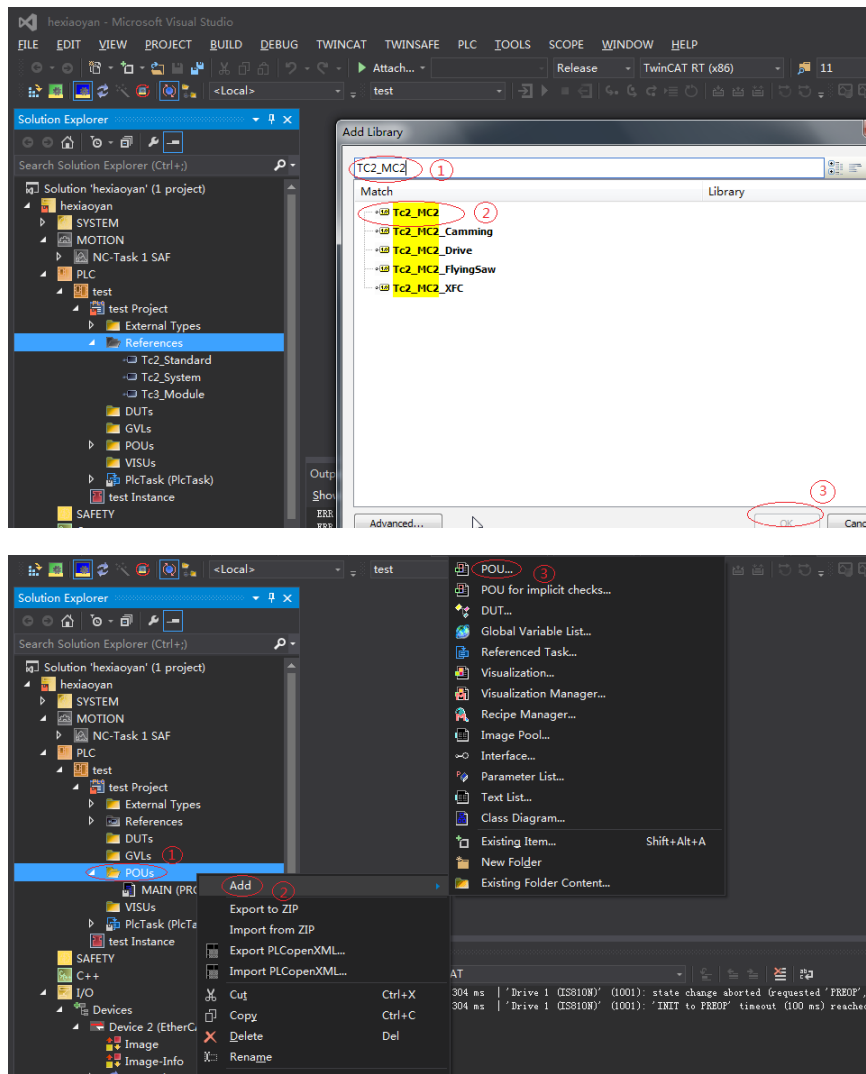 hexiaoyan - Microsoft Visual Studio
FILE EDIT VIEW PROJECT BUILD DEBUG TWINCAT TWINSAFE PLC TOOLS SCOPE WINDOW HELP
Attach... Release TwinCAT RT (x86) 11
<Local> test
Solution Explorer
Search Solution Explorer (Ctrl+;)
Solution 'hexiaoyan' (1 project)
hexiaoyan
SYSTEM
MOTION
NC-Task 1 SAF
PLC
test
test Project
External Types
References
Tc2_Standard
Tc2_System
Tc3_Module
DUTs
GVLs
POUs
VISUs
PlcTask (PlcTask)
test Instance
SAFETY
Add Library
TC2_MC2 ①
Match Library
Tc2_MC2 ②
Tc2_MC2_Camming
Tc2_MC2_Drive
Tc2_MC2_FlyingSaw
Tc2_MC2_XFC
Outp
Show
ERR
ERR
③
Advanced... OK Canc
<Local> test
Solution Explorer
Search Solution Explorer (Ctrl+;)
Solution 'hexiaoyan' (1 project)
hexiaoyan
SYSTEM
MOTION
NC-Task 1 SAF
PLC
test
test Project
External Types
References
DUTs
GVLs ①
POUs
MAIN (PRG
VISUs
PlcTask (PlcTa
test Instance
SAFETY
C++
I/O
Devices
Device 2 (EtherCA
Image
Image-Info
Add ②
Export to ZIP
Import from ZIP
Export PLCopenXML...
Import PLCopenXML...
Cut Ctrl+X
Copy Ctrl+C
Delete Del
Rename
POU... ③
POU for implicit checks...
DUT...
Global Variable List...
Referenced Task...
Visualization...
Visualization Manager...
Recipe Manager...
Image Pool...
Interface...
Parameter List...
Text List...
Class Diagram...
Existing Item... Shift+Alt+A
New Folder
Existing Folder Content...
AT
304 ms | 'Drive 1 (IS810N)' (1001): state change aborted (requested 'PREOP',
304 ms | 'Drive 1 (IS810N)' (1001): 'INIT to PREOP' timeout (100 ms) reached